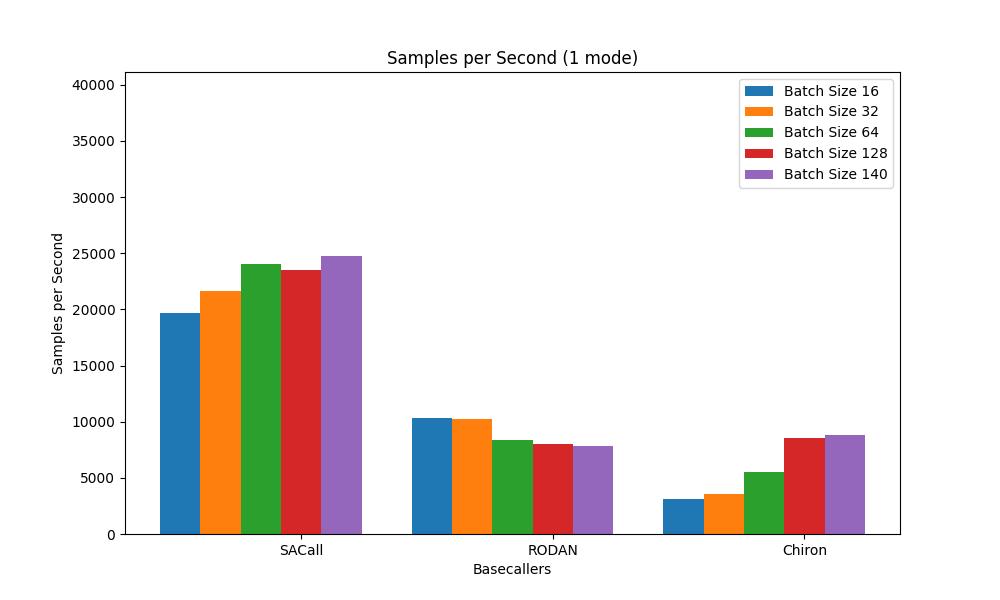 Samples per Second (1 mode)
40000
35000
30000
25000
20000
15000
10000
5000
0
Samples per Second
Batch Size 16
Batch Size 32
Batch Size 64
Batch Size 128
Batch Size 140
SACall
RODAN
Chiron
Basecallers